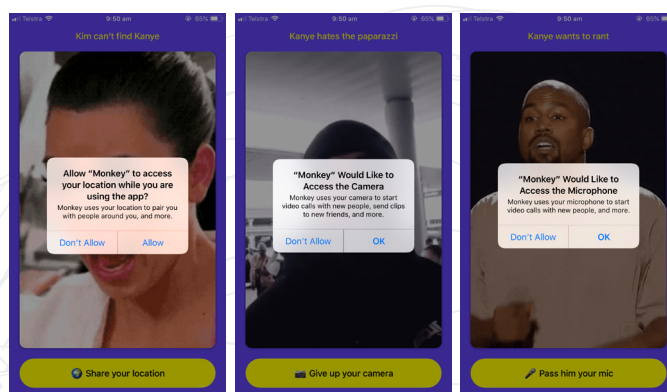 Telstra 9:50 am 65%
Kim can't find Kanye
Allow “Monkey” to access
your location while you are
using the app?
Monkey uses your location to pair you
with people around you, and more.
Don't Allow Allow
🌍 Share your location
Telstra 9:50 am 65%
Kanye hates the paparazzi
“Monkey” Would Like to
Access the Camera
Monkey uses your camera to start
video calls with new people, send clips
to new friends, and more.
Don't Allow OK
📷 Give up your camera
Telstra 9:50 am 65%
Kanye wants to rant
“Monkey” Would Like to
Access the Microphone
Monkey uses your microphone to start
video calls with new people, and more.
Don't Allow OK
🎤 Pass him your mic